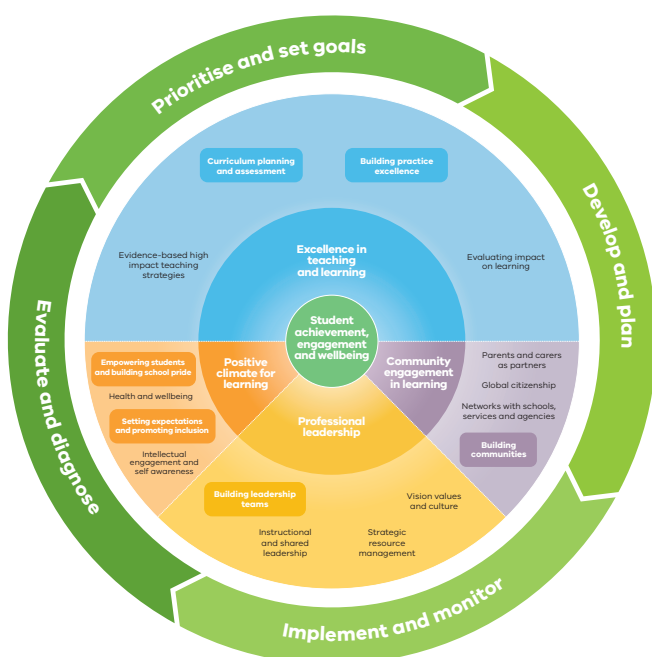 Prioritise and set goals
Develop and plan
Implement and monitor
Evaluate and diagnose
Curriculum planning
and assessment
Building practice
excellence
Evidence-based high
impact teaching
strategies
Evaluating impact
on learning
Excellence in
teaching
and learning
Student
achievement,
engagement
and wellbeing
Positive
climate for
learning
Community
engagement
in learning
Professional
leadership
Empowering students
and building school pride
Health and wellbeing
Setting expectations
and promoting inclusion
Intellectual
engagement and
self awareness
Parents and carers
as partners
Global citizenship
Networks with schools,
services and agencies
Building
communities
Building leadership
teams
Instructional
and shared
leadership
Strategic
resource
management
Vision values
and culture